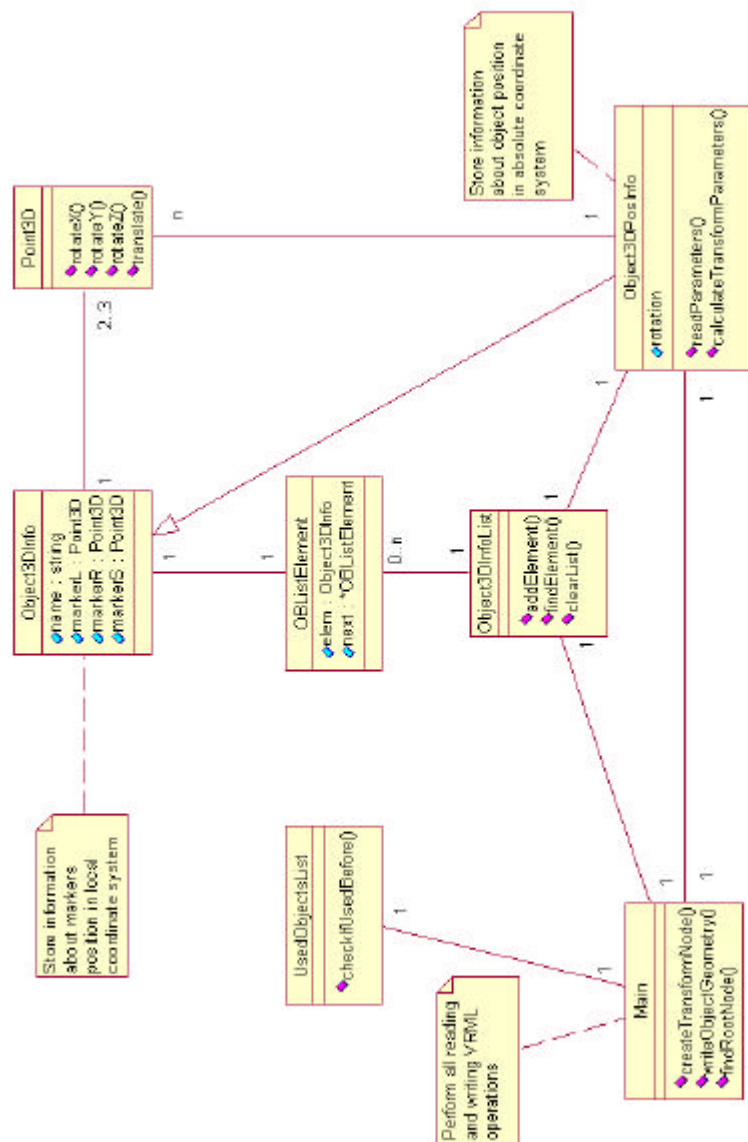 Store information
about markers
position in local
coordinate system
Object3DInfo
name : string
markerL : Point3D
markerR : Point3D
markerS : Point3D
1
2..3
Point3D
rotateX()
rotateY()
rotateZ()
translate()
1
n
1
UsedObjectsList
checkIfUsedBefore()
OBListElement
elem : Object3DInfo
next : *OBListElement
1
0..n
1
Perform all reading
and writing VRML
operations
Object3DInfoList
addElement()
findElement()
clearList()
1
1
Store information
about object position
in absolute coordinate
system
1
1
1
1
Main
createTransformNode()
writeObjectGeometry()
findRootNode()
1
1
1
Object3DPosInfo
rotation
readParameters()
calculateTransformParameters()